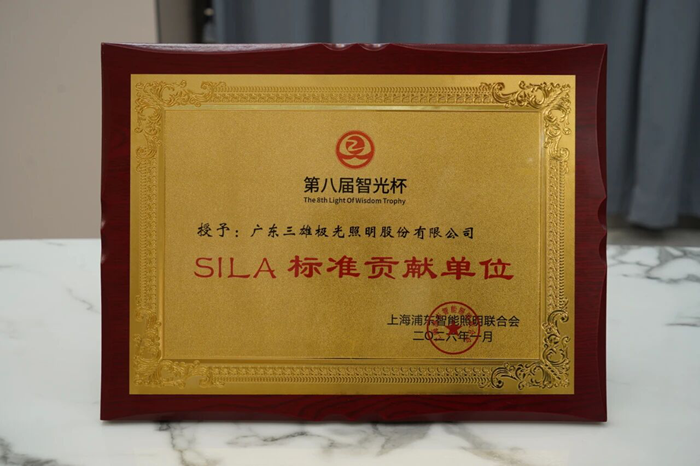 第八届智光杯
The 8th Light Of Wisdom Trophy
授予：广东三雄极光照明股份有限公司
SILA 标准贡献单位
上海浦东智能照明联合会
二〇二六年一月